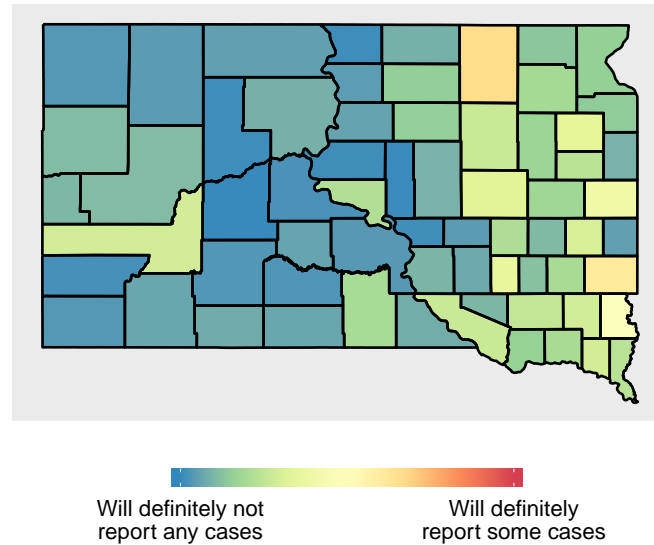 Will definitely not
report any cases
Will definitely
report some cases